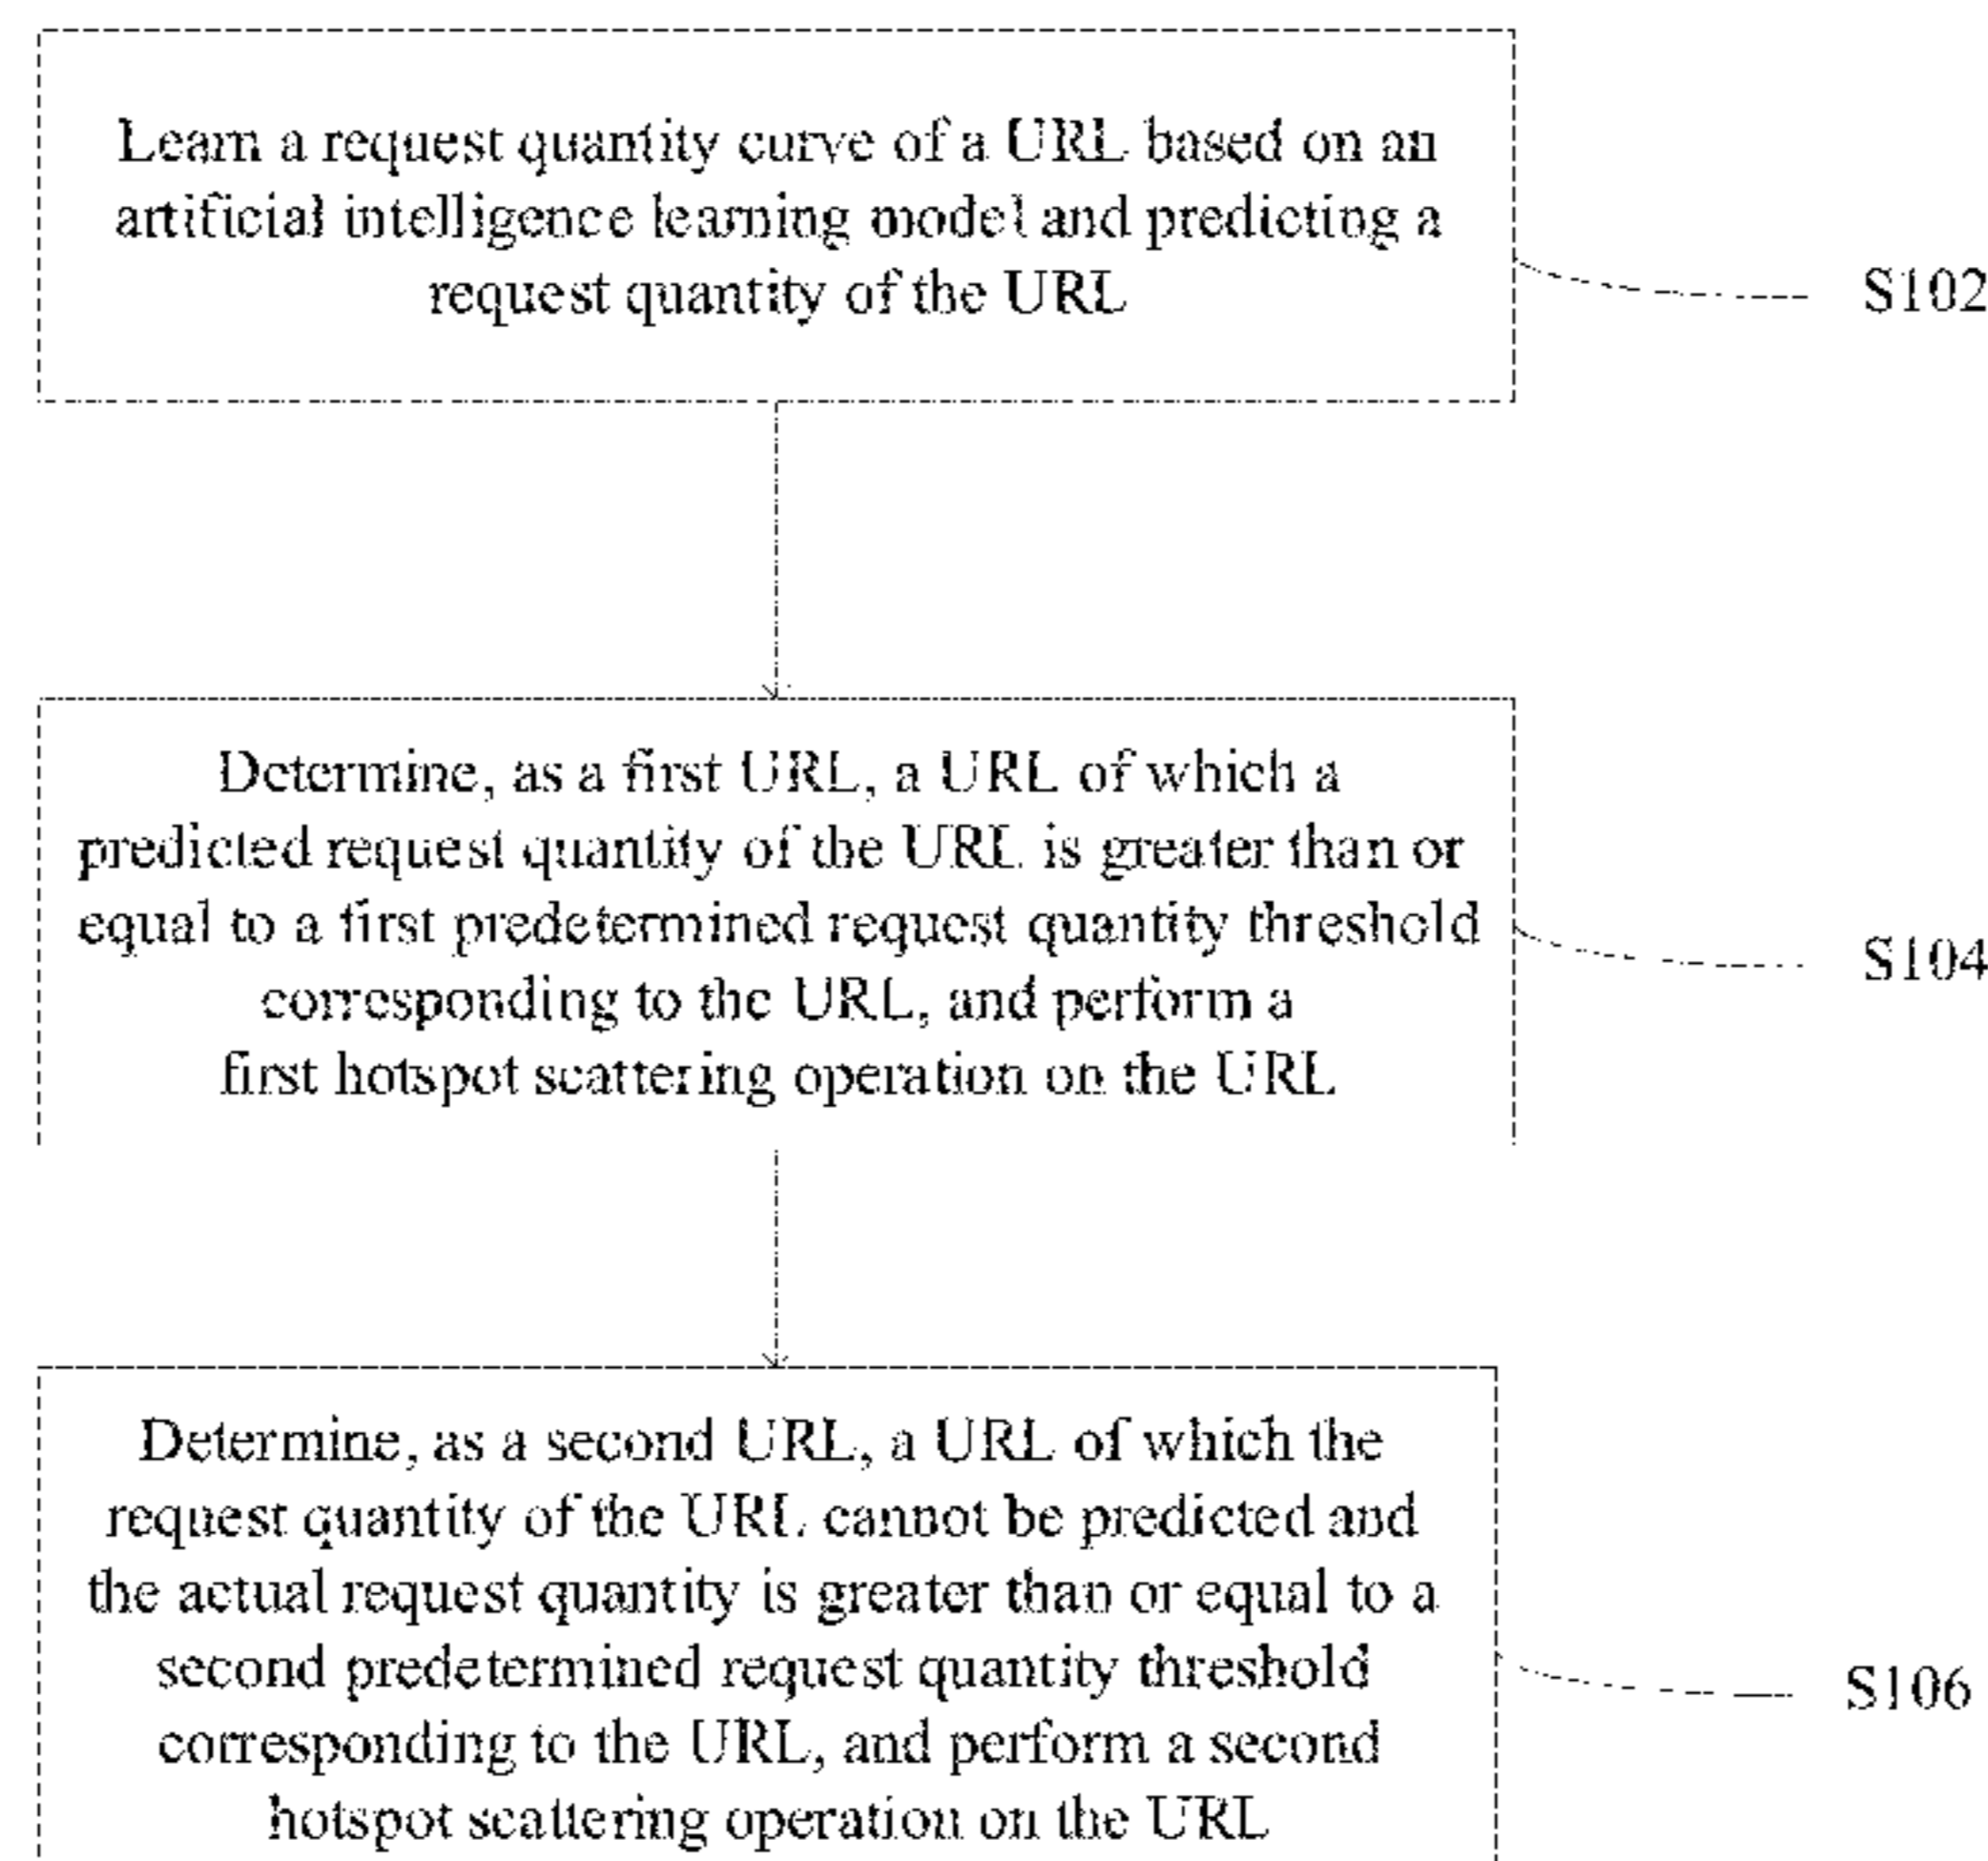 Learn a request quantity curve of a URL based on an
artificial intelligence learning model and predicting a
request quantity of the URL
S102
Determine, as a first URL, a URL of which a
predicted request quantity of the URL is greater than or
equal to a first predetermined request quantity threshold
corresponding to the URL, and perform a
first hotspot scattering operation on the URL
S104
Determine, as a second URL, a URL of which the
request quantity of the URL cannot be predicted and
the actual request quantity is greater than or equal to a
second predetermined request quantity threshold
corresponding to the URL, and perform a second
hotspot scattering operation on the URL
S106